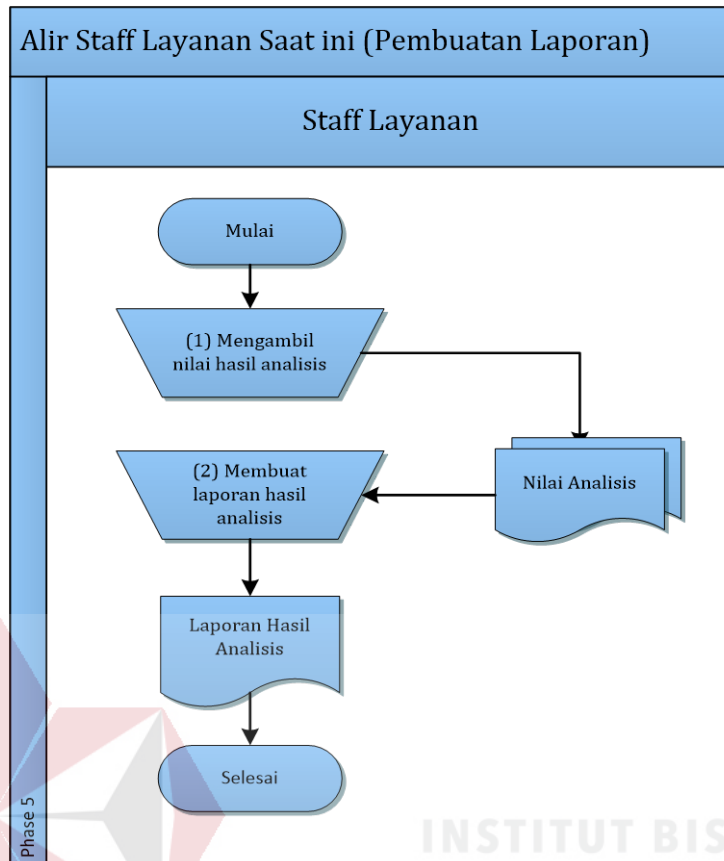 Alir Staff Layanan Saat ini (Pembuatan Laporan)
Staff Layanan
Mulai
(1) Mengambil
nilai hasil analisis
Nilai Analisis
(2) Membuat
laporan hasil
analisis
Laporan Hasil
Analisis
Selesai
Phase 5
INSTITUT BIS